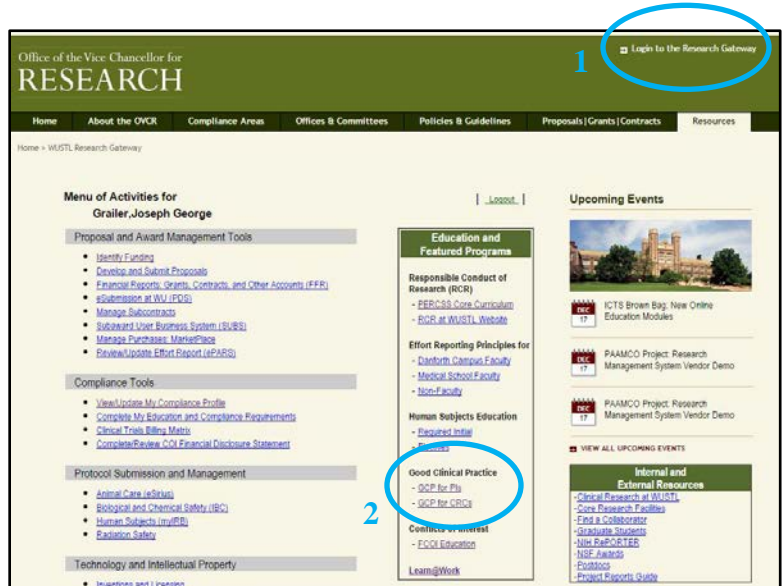 Login to the Research Gateway
1
Office of the Vice Chancellor for
RESEARCH
Home
About the OVCR
Compliance Areas
Offices & Committees
Policies & Guidelines
Proposals|Grants|Contracts
Resources
Home > WUSTL Research Gateway
Menu of Activities for
Grailer,Joseph George
Proposal and Award Management Tools
Identify Funding
Develop and Submit Proposals
Financial Reports: Grants, Contracts, and Other Accounts (FFR)
eSubmission at WU (PDS)
Manage Subcontracts
Subaward User Business System (SUBS)
Manage Purchases: MarketPlace
Review/Update Effort Report (ePARS)
Compliance Tools
View/Update My Compliance Profile
Complete My Education and Compliance Requirements
Clinical Trials Billing Matrix
Complete/Review COI Financial Disclosure Statement
Protocol Submission and Management
Animal Care (eSirius)
Biological and Chemical Safety (IBC)
Human Subjects (myIRB)
Radiation Safety
Technology and Intellectual Property
Inventions and Licensing
| Logout |
Education and
Featured Programs
Responsible Conduct of
Research (RCR)
- PERCSS Core Curriculum
- RCR at WUSTL Website
Effort Reporting Principles for
- Danforth Campus Faculty
- Medical School Faculty
- Non-Faculty
Human Subjects Education
- Required Initial
Good Clinical Practice
- GCP for PIs
- GCP for CRCs
2
Conflicts of Interest
- FCOI Education
Learn@Work
Upcoming Events
DEC
17
ICTS Brown Bag: New Online
Education Modules
DEC
17
PAAMCO Project: Research
Management System Vendor Demo
DEC
17
PAAMCO Project: Research
Management System Vendor Demo
VIEW ALL UPCOMING EVENTS
Internal and
External Resources
-Clinical Research at WUSTL
-Core Research Facilities
-Find a Collaborator
-Graduate Students
-NIH RePORTER
-NSF Awards
-Postdocs
-Project Reports Guide